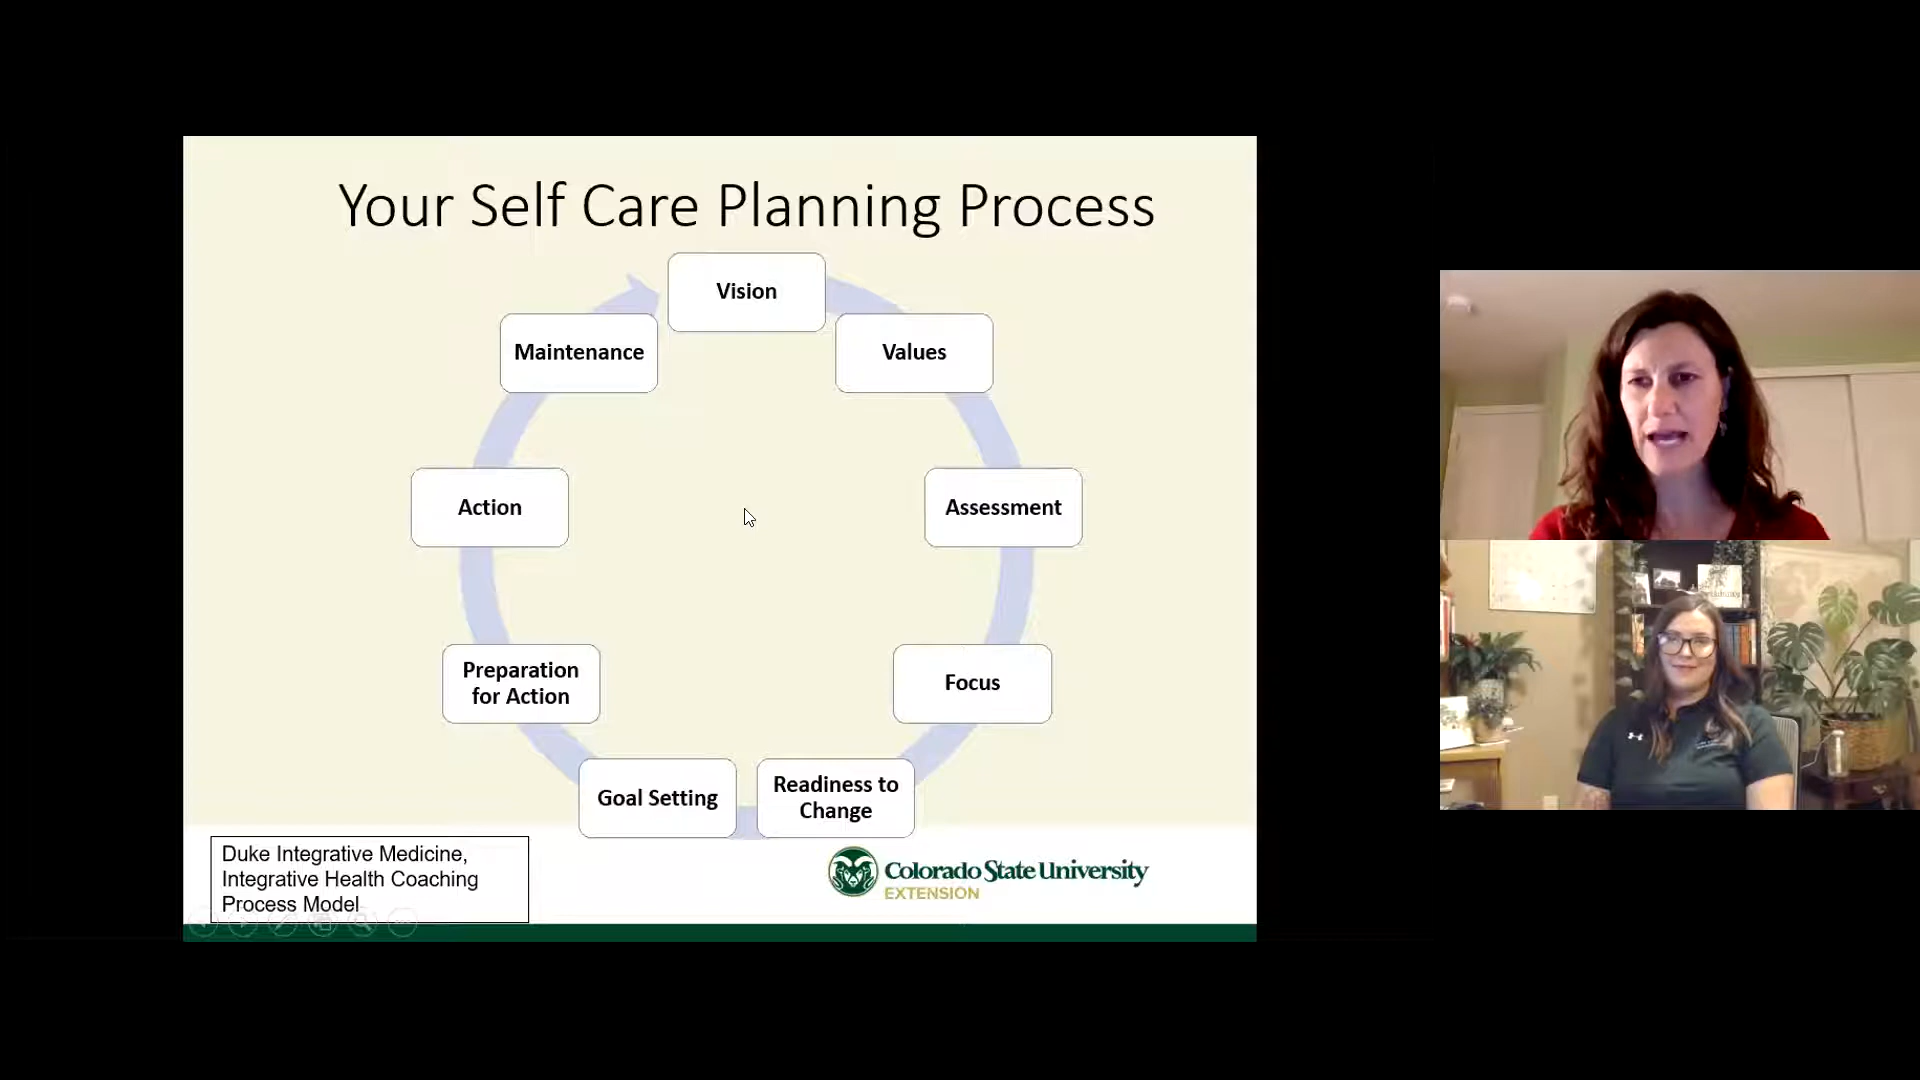 Your Self Care Planning Process
Vision
Values
Assessment
Focus
Readiness to
Change
Goal Setting
Preparation
for Action
Action
Maintenance
Duke Integrative Medicine,
Integrative Health Coaching
Process Model
Colorado State University
EXTENSION